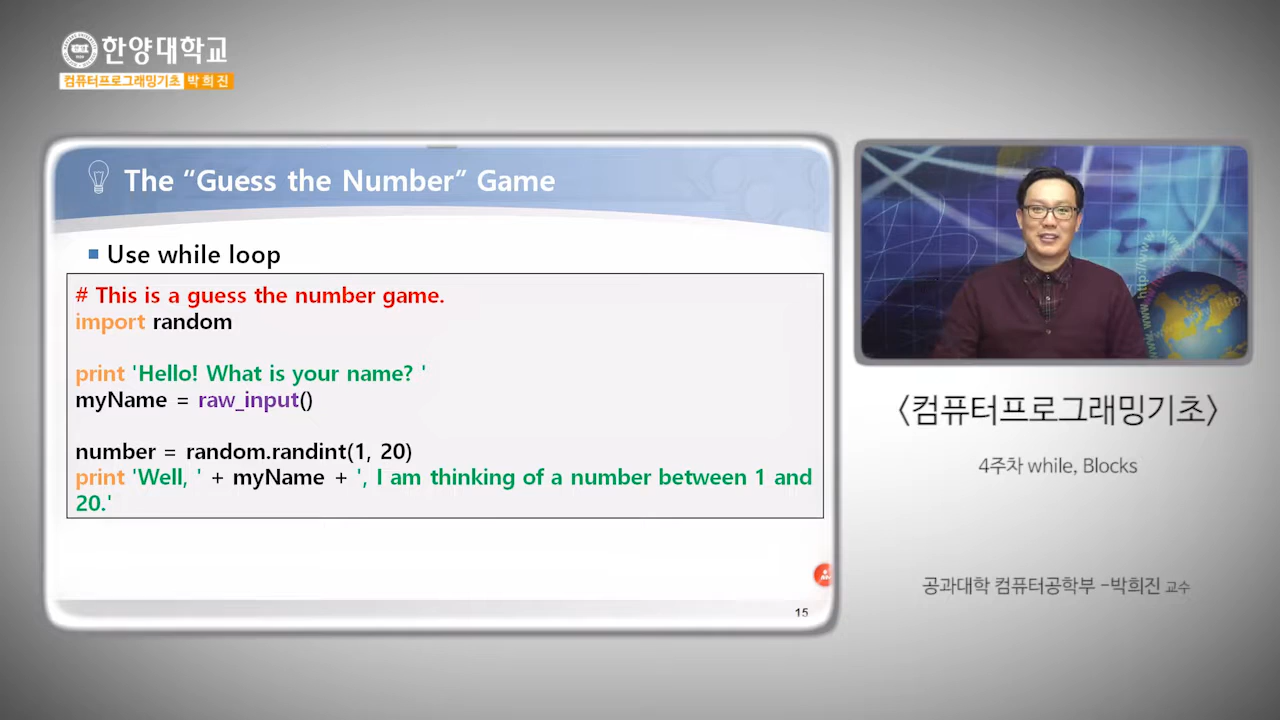 한양대학교
컴퓨터프로그래밍기초 박희진
The “Guess the Number” Game
Use while loop
# This is a guess the number game.
import random
print 'Hello! What is your name? '
myName = raw_input()
number = random.randint(1, 20)
print 'Well, ' + myName + ', I am thinking of a number between 1 and
20.'
15
<컴퓨터프로그래밍기초>
4주차 while, Blocks
공과대학 컴퓨터공학부 -박희진 교수